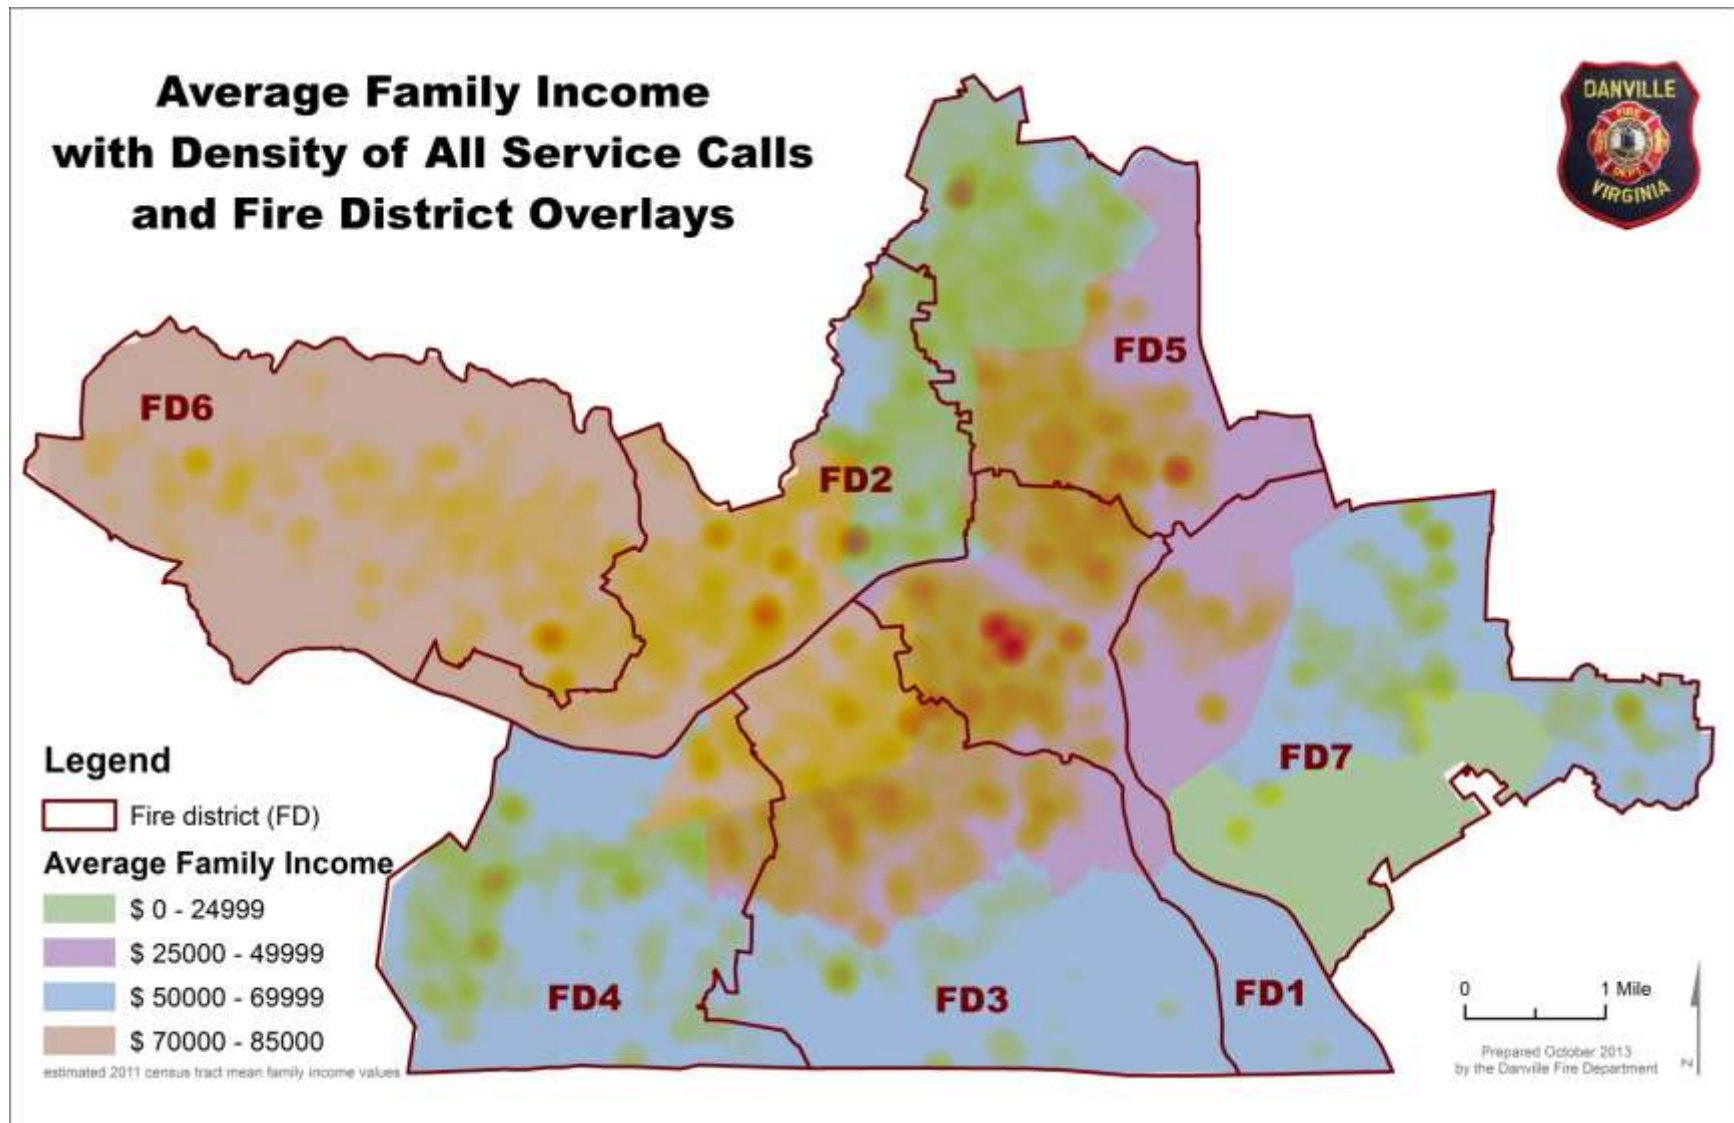 Average Family Income
with Density of All Service Calls
and Fire District Overlays
DANVILLE
FIRE
DEPT.
VIRGINIA
FD5
FD6
FD2
FD7
FD4
FD3
FD1
Legend
Fire district (FD)
Average Family Income
$ 0 - 24999
$ 25000 - 49999
$ 50000 - 69999
$ 70000 - 85000
estimated 2011 census tract mean family income values
0 1 Mile
Prepared October 2013
by the Danville Fire Department
N